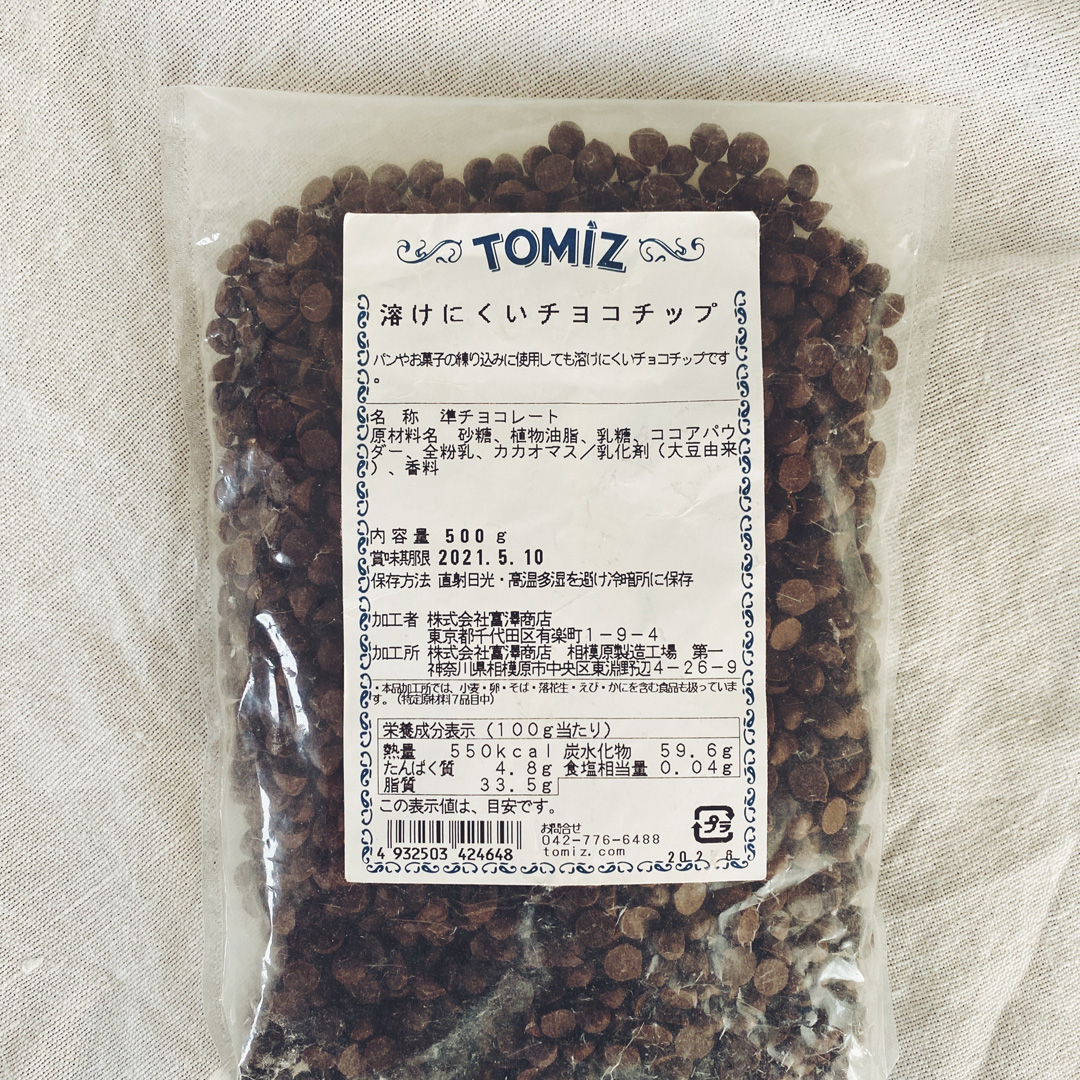 TOMIZ
溶けにくいチョコチップ
パンやお菓子の練り込みに使用しても溶けにくいチョコチップです
。
名 称 準チョコレート
原材料名 砂糖、植物油脂、乳糖、ココアパウ
ダー、全粉乳、カカオマス／乳化剤（大豆由来
）、香料
内容量 500g
賞味期限 2021.5.10
保存方法 直射日光・高温多湿を避け冷暗所に保存
加工者 株式会社富澤商店
東京都千代田区有楽町１－９－４
加工所 株式会社富澤商店 相模原製造工場 第一
神奈川県相模原市中央区東淵野辺４－２６－９
・本品加工所では、小麦・卵・そば・落花生・えび・かにを含む食品も扱っていま
す。（特定原材料７品目中）
栄養成分表示（１００ｇ当たり）
熱量 ５５０ｋｃａｌ 炭水化物 ５９．６ｇ
たんぱく質 ４．８ｇ 食塩相当量 ０．０４ｇ
脂質 ３３．５ｇ
この表示値は、目安です。
お問合せ
042-776-6488
tomiz.com
プラ
4 932503 424648